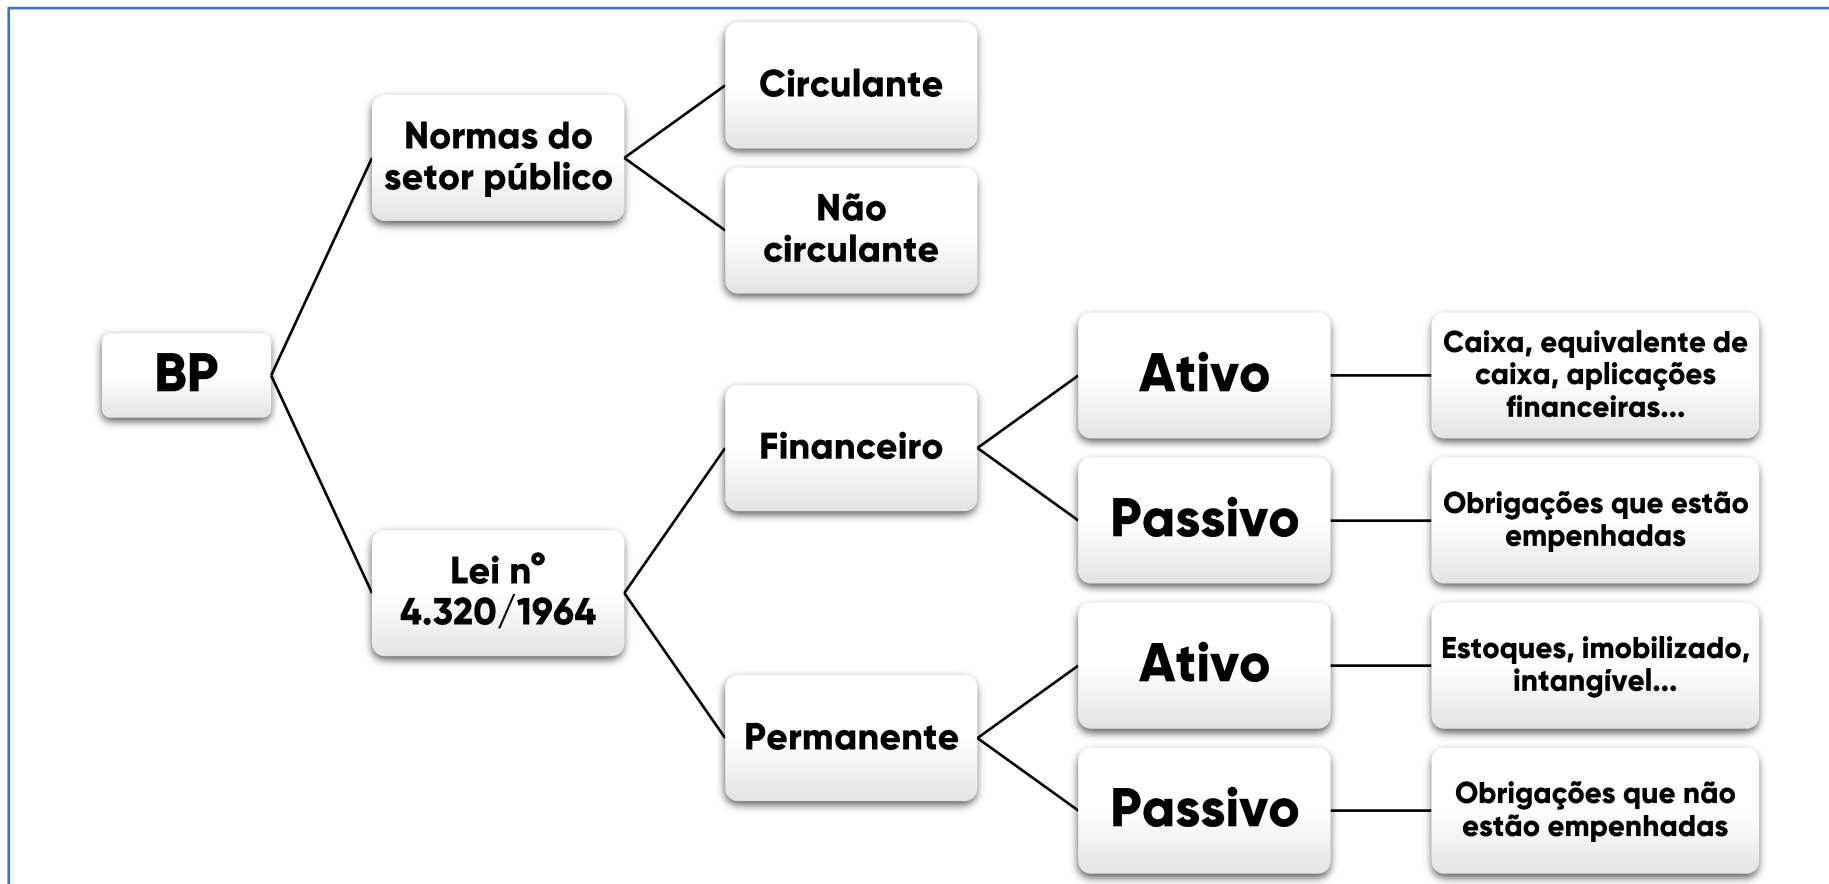 BP
Normas do
setor público
Circulante
Não
circulante
Lei nº
4.320/1964
Financeiro
Ativo
Caixa, equivalente de
caixa, aplicações
financeiras...
Passivo
Obrigações que estão
empenhadas
Permanente
Ativo
Estoques, imobilizado,
intangível...
Passivo
Obrigações que não
estão empenhadas